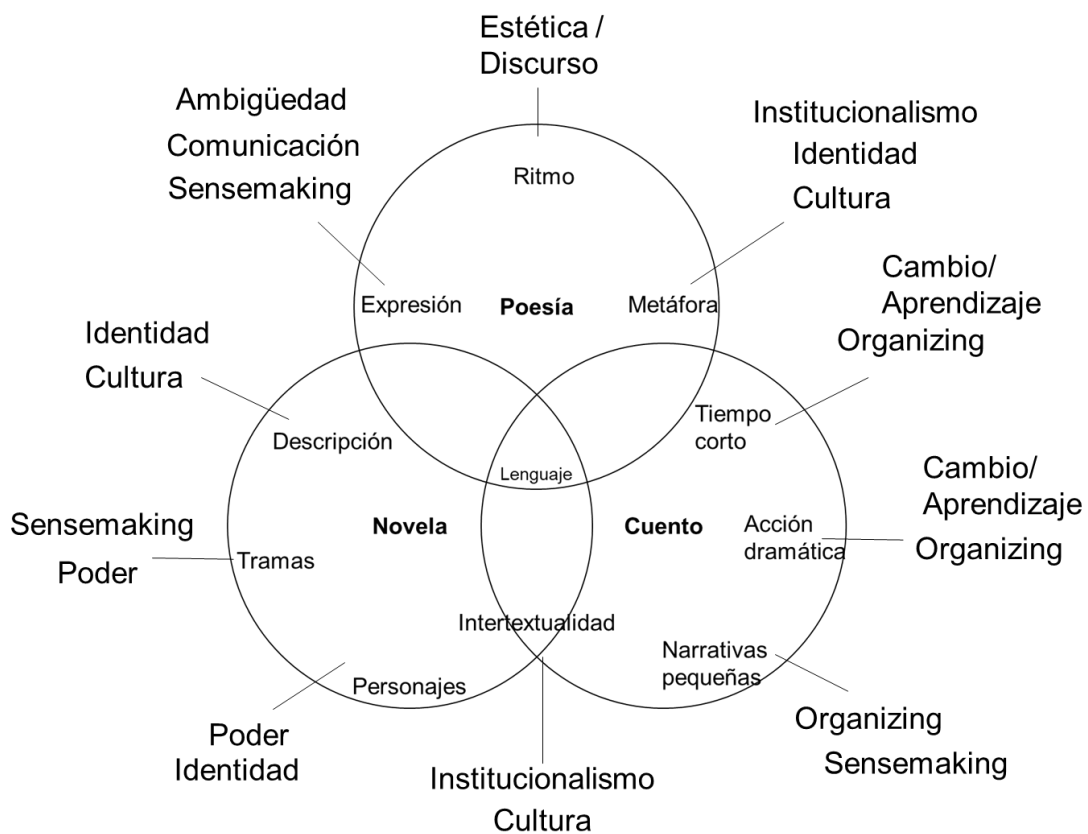 Estética /
Discurso
Ambigüedad
Comunicación
Sensemaking
Institucionalismo
Identidad
Cultura
Ritmo
Expresión
Poesía
Metáfora
Cambio/
Aprendizaje
Organizing
Identidad
Cultura
Descripción
Tiempo
corto
Lenguaje
Cambio/
Aprendizaje
Organizing
Sensemaking
Poder
Tramas
Novela
Cuento
Acción
dramática
Intertextualidad
Narrativas
pequeñas
Personajes
Poder
Identidad
Organizing
Sensemaking
Institucionalismo
Cultura